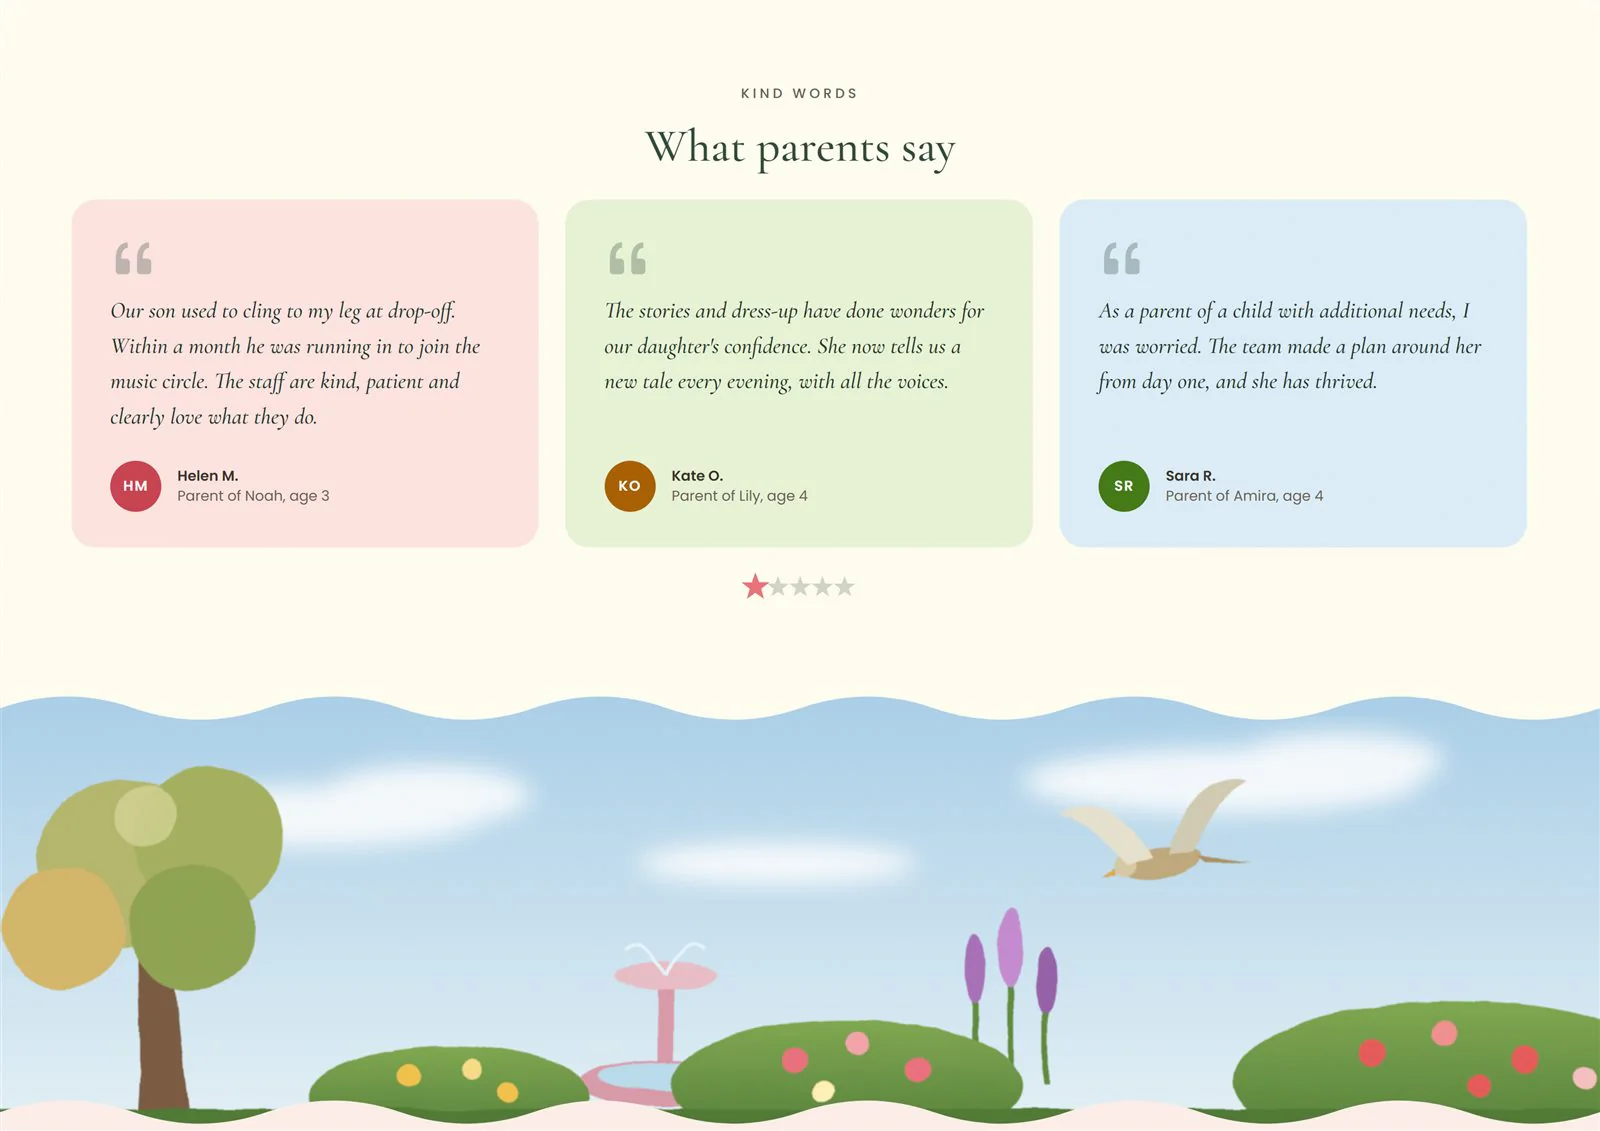 KIND WORDS
What parents say
Our son used to cling to my leg at drop-off.
Within a month he was running in to join the
music circle. The staff are kind, patient and
clearly love what they do.
HM
Helen M.
Parent of Noah, age 3
The stories and dress-up have done wonders for
our daughter's confidence. She now tells us a
new tale every evening, with all the voices.
KO
Kate O.
Parent of Lily, age 4
As a parent of a child with additional needs, I
was worried. The team made a plan around her
from day one, and she has thrived.
SR
Sara R.
Parent of Amira, age 4